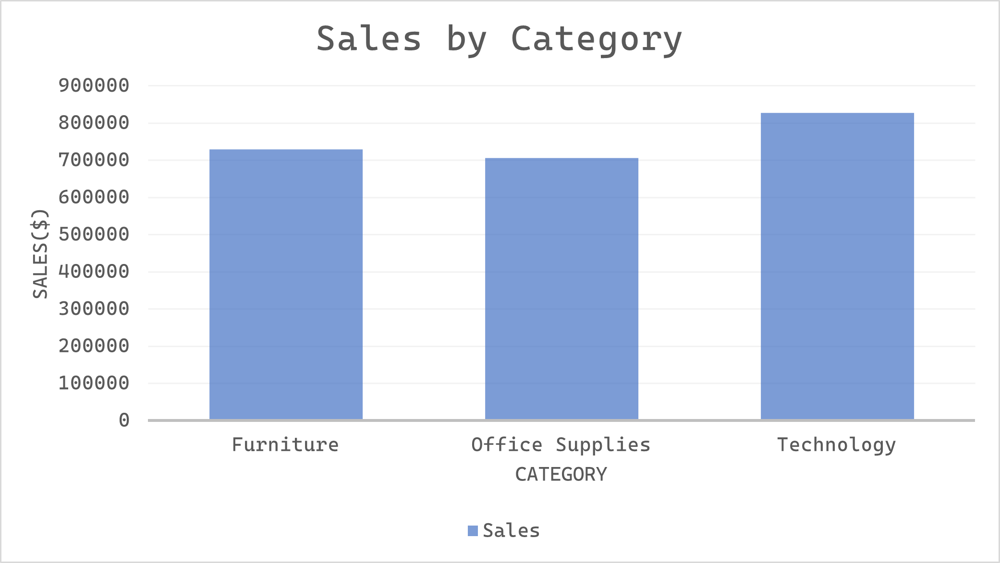 Sales by Category
900000
800000
700000
600000
500000
400000
300000
200000
100000
0
SALES($)
Furniture Office Supplies Technology
CATEGORY
Sales